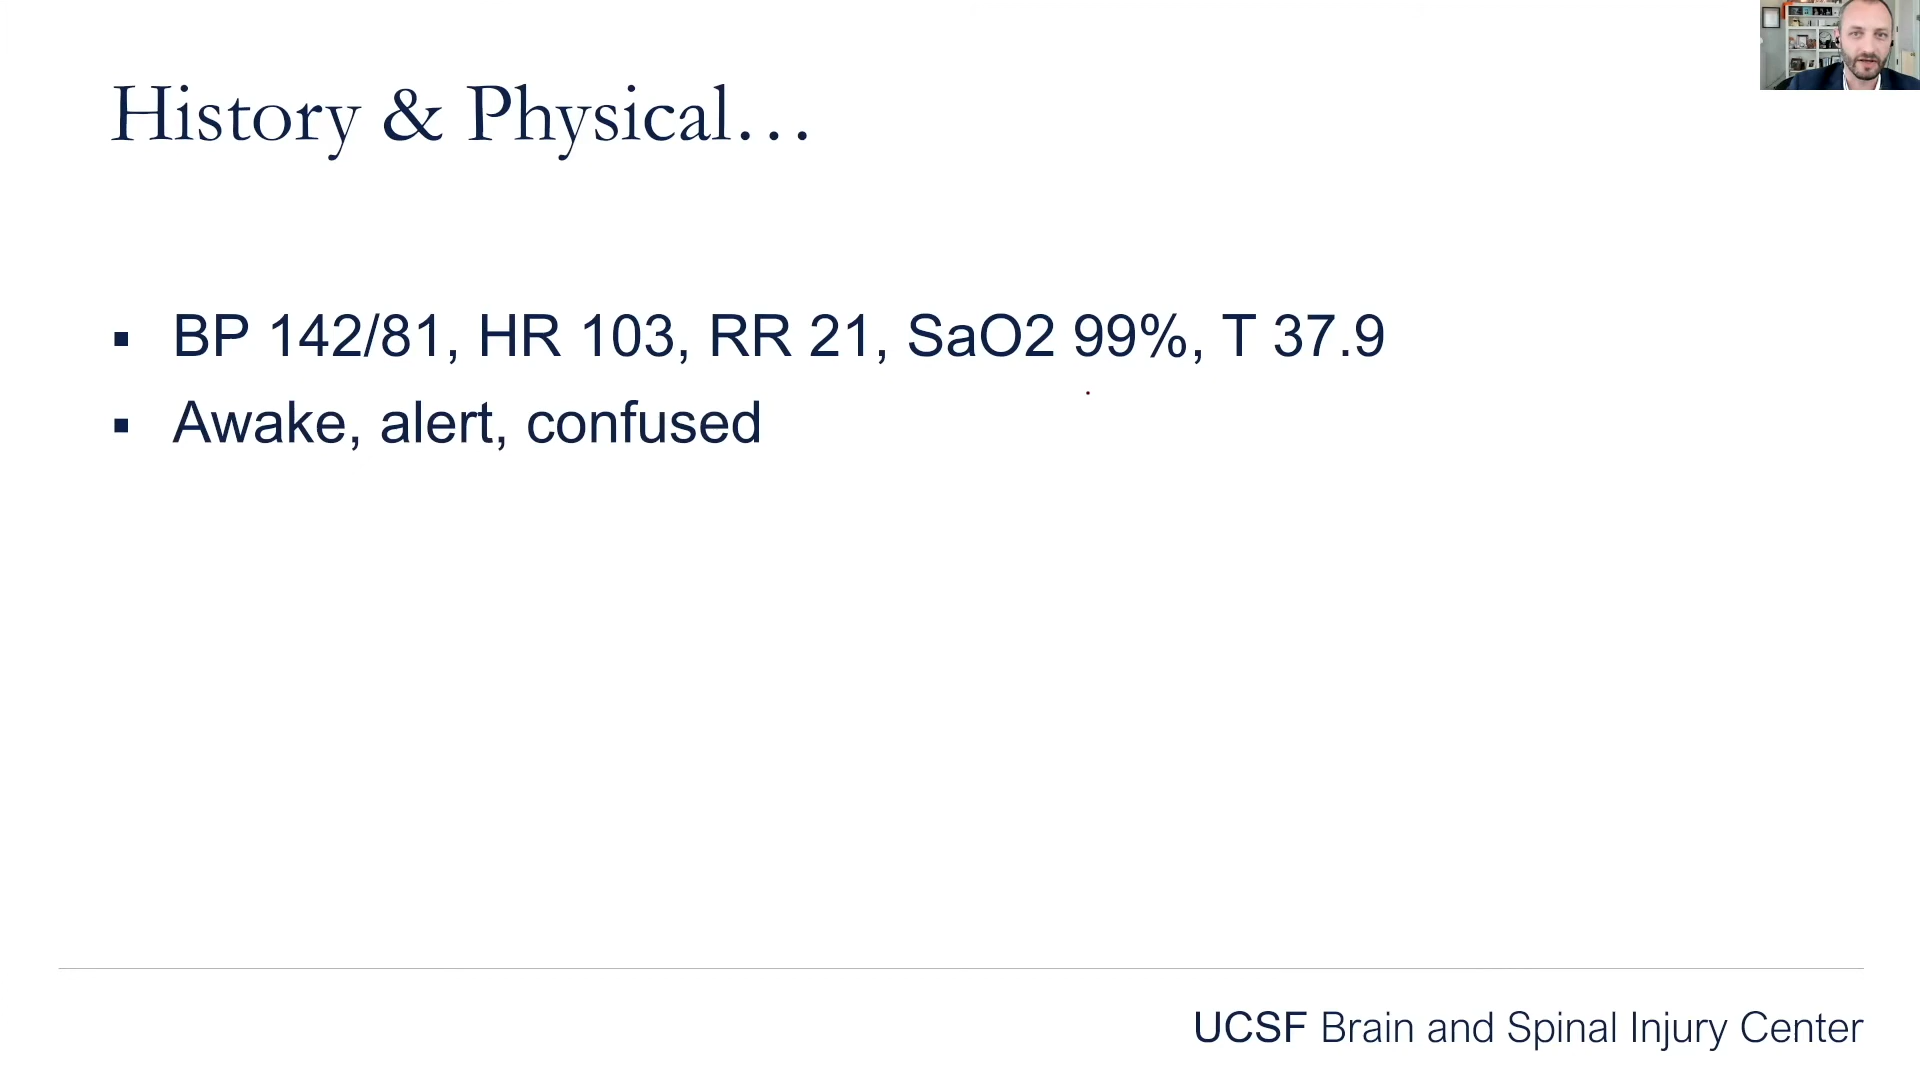 History & Physical…
▪ BP 142/81, HR 103, RR 21, SaO2 99%, T 37.9
▪ Awake, alert, confused
UCSF Brain and Spinal Injury Center